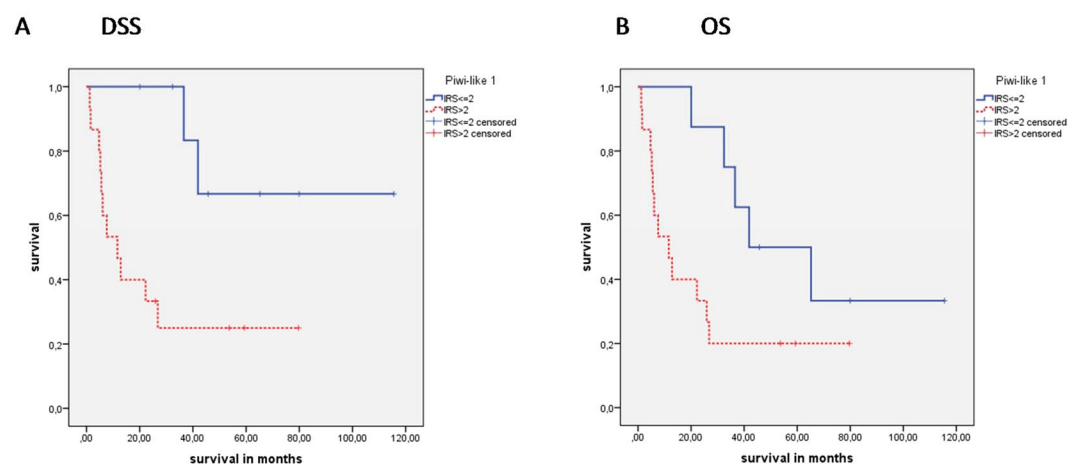 A DSS
Piwi-like 1
IRS<=2
IRS>2
IRS<=2 censored
IRS>2 censored
1,0
0,8
0,6
0,4
0,2
0,0
survival
,00 20,00 40,00 60,00 80,00 100,00 120,00
survival in months
B OS
Piwi-like 1
IRS<=2
IRS>2
IRS<=2 censored
IRS>2 censored
1,0
0,8
0,6
0,4
0,2
0,0
survival
,00 20,00 40,00 60,00 80,00 100,00 120,00
survival in months